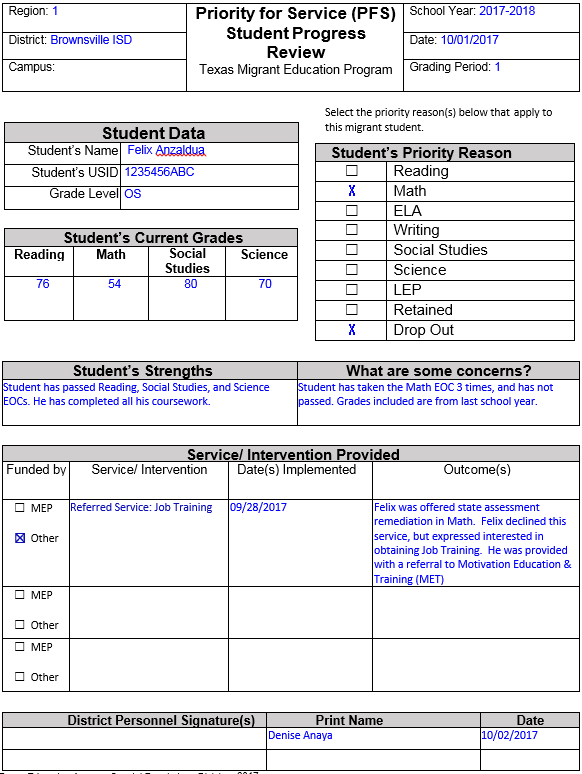 Region: 1
District: Brownsville ISD
Campus:
Priority for Service (PFS)
Student Progress
Review
Texas Migrant Education Program
School Year: 2017-2018
Date: 10/01/2017
Grading Period: 1
Select the priority reason(s) below that apply to
this migrant student.
Student Data
Student's Name Felix Anzaldua
Student's USID 1235456ABC
Grade Level OS
Student's Priority Reason
☐ Reading
X Math
☐ ELA
☐ Writing
☐ Social Studies
☐ Science
☐ LEP
☐ Retained
X Drop Out
Student's Current Grades
Reading Math Social Studies Science
76 54 80 70
Student's Strengths
Student has passed Reading, Social Studies, and Science
EOCs. He has completed all his coursework.
What are some concerns?
Student has taken the Math EOC 3 times, and has not
passed. Grades included are from last school year.
Service/ Intervention Provided
Funded by Service/ Intervention Date(s) Implemented Outcome(s)
☐ MEP
☒ Other
Referred Service: Job Training
09/28/2017
Felix was offered state assessment
remediation in Math. Felix declined this
service, but expressed interested in
obtaining Job Training. He was provided
with a referral to Motivation Education &
Training (MET)
☐ MEP
☐ Other
☐ MEP
☐ Other
District Personnel Signature(s) Print Name Date
Denise Anaya 10/02/2017